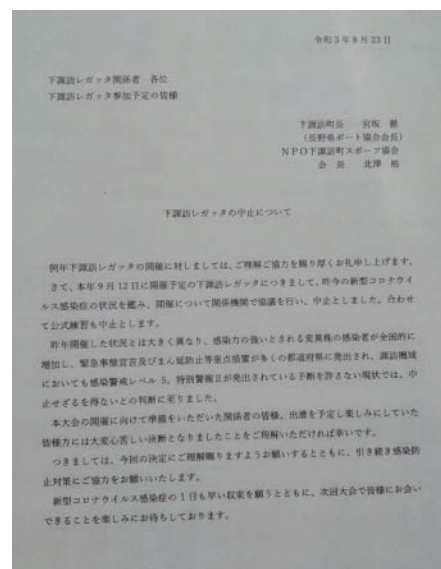 令和3年8月23日
下諏訪レガッタ関係者　各位
下諏訪レガッタ参加予定の皆様
下諏訪町長　宮坂　徹
(長野県ボート協会会長)
NPO下諏訪町スポーツ協会
会　長　北澤　裕
下諏訪レガッタの中止について
例年下諏訪レガッタの開催に対しましては、ご理解ご協力を賜り厚くお礼申し上げます。
さて、本年9月12日に開催予定の下諏訪レガッタにつきまして、昨今の新型コロナウイ
ルス感染症の状況を鑑み、開催について関係機関で協議を行い、中止としました。合わせ
て公式練習も中止とします。
昨年開催した状況とは大きく異なり、感染力の強いとされる変異株の感染者が全国的に
増加し、緊急事態宣言及びまん延防止等重点措置が多くの都道府県に発出され、諏訪圏域
においても感染警戒レベル5、特別警報Ⅱが発出されている予断を許さない現状では、中
止せざるを得ないとの判断に至りました。
本大会の開催に向けて準備をいただいた関係者の皆様、出漕を予定し楽しみにしていた
皆様方には大変心苦しい決断となりましたことをご理解いただければ幸いです。
つきましては、今回の決定にご理解賜りますようお願いするとともに、引き続き感染防
止対策にご協力をお願いいたします。
新型コロナウイルス感染症の1日も早い収束を願うとともに、次回大会で皆様にお会い
できることを楽しみにお待ちしております。